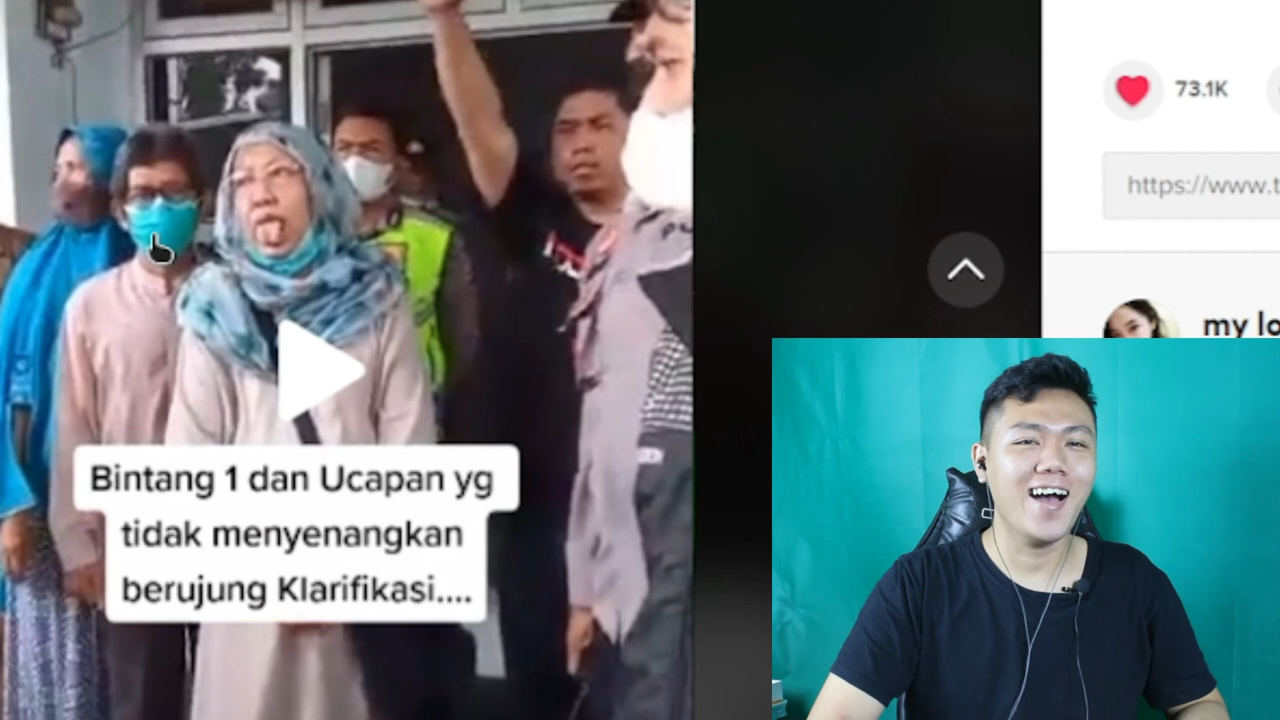 73.1K
https://www.t
my lo
Bintang 1 dan Ucapan yg
tidak menyenangkan
berujung Klarifikasi....